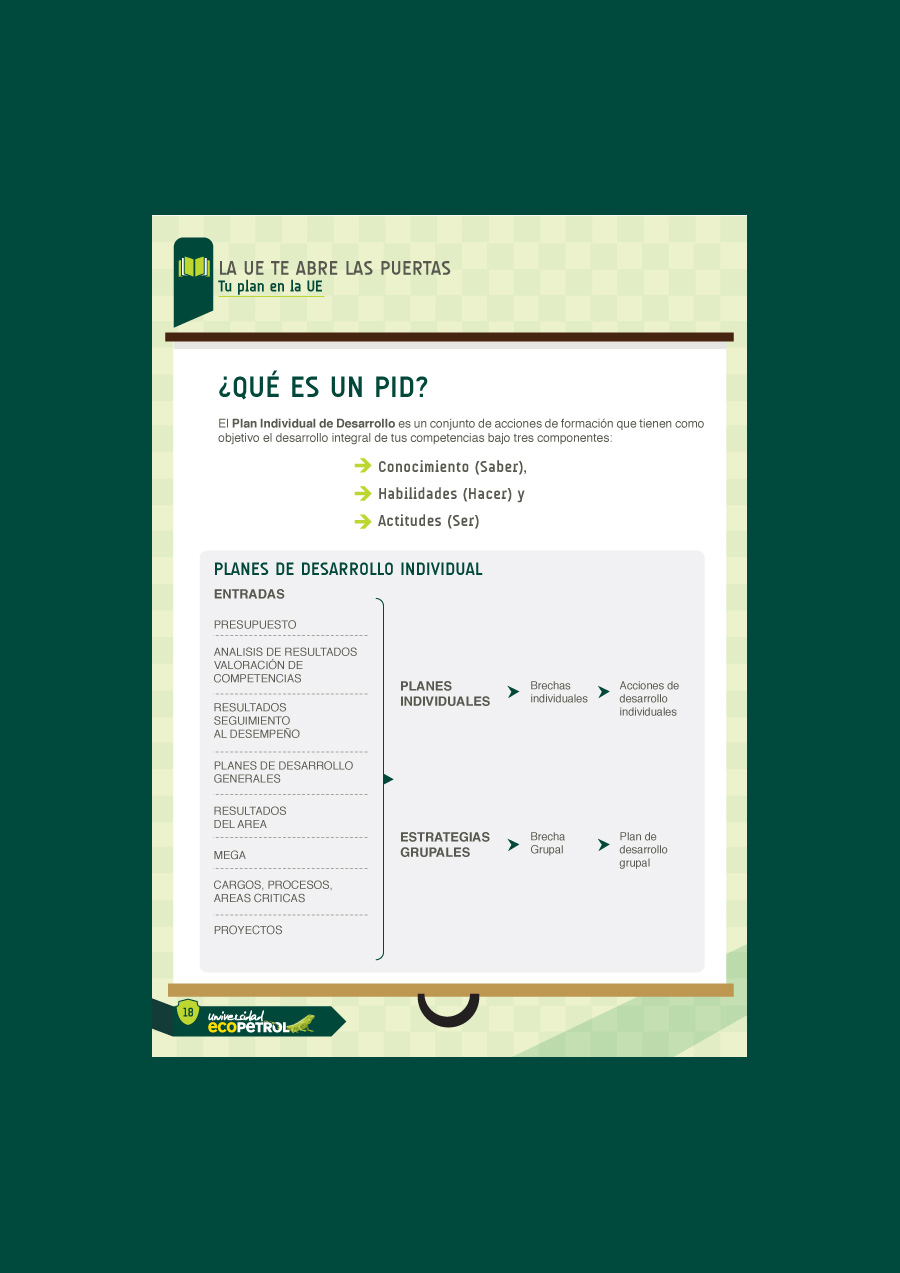 LA UE TE ABRE LAS PUERTAS
Tu plan en la UE
¿QUÉ ES UN PID?
El Plan Individual de Desarrollo es un conjunto de acciones de formación que tienen como
objetivo el desarrollo integral de tus competencias bajo tres componentes:
Conocimiento (Saber),
Habilidades (Hacer) y
Actitudes (Ser)
PLANES DE DESARROLLO INDIVIDUAL
ENTRADAS
PRESUPUESTO
ANALISIS DE RESULTADOS
VALORACIÓN DE
COMPETENCIAS
RESULTADOS
SEGUIMIENTO
AL DESEMPEÑO
PLANES DE DESARROLLO
GENERALES
RESULTADOS
DEL AREA
MEGA
CARGOS, PROCESOS,
AREAS CRITICAS
PROYECTOS
PLANES
INDIVIDUALES
Brechas
individuales
Acciones de
desarrollo
individuales
ESTRATEGIAS
GRUPALES
Brecha
Grupal
Plan de
desarrollo
grupal
18
universidad
ecopetrol